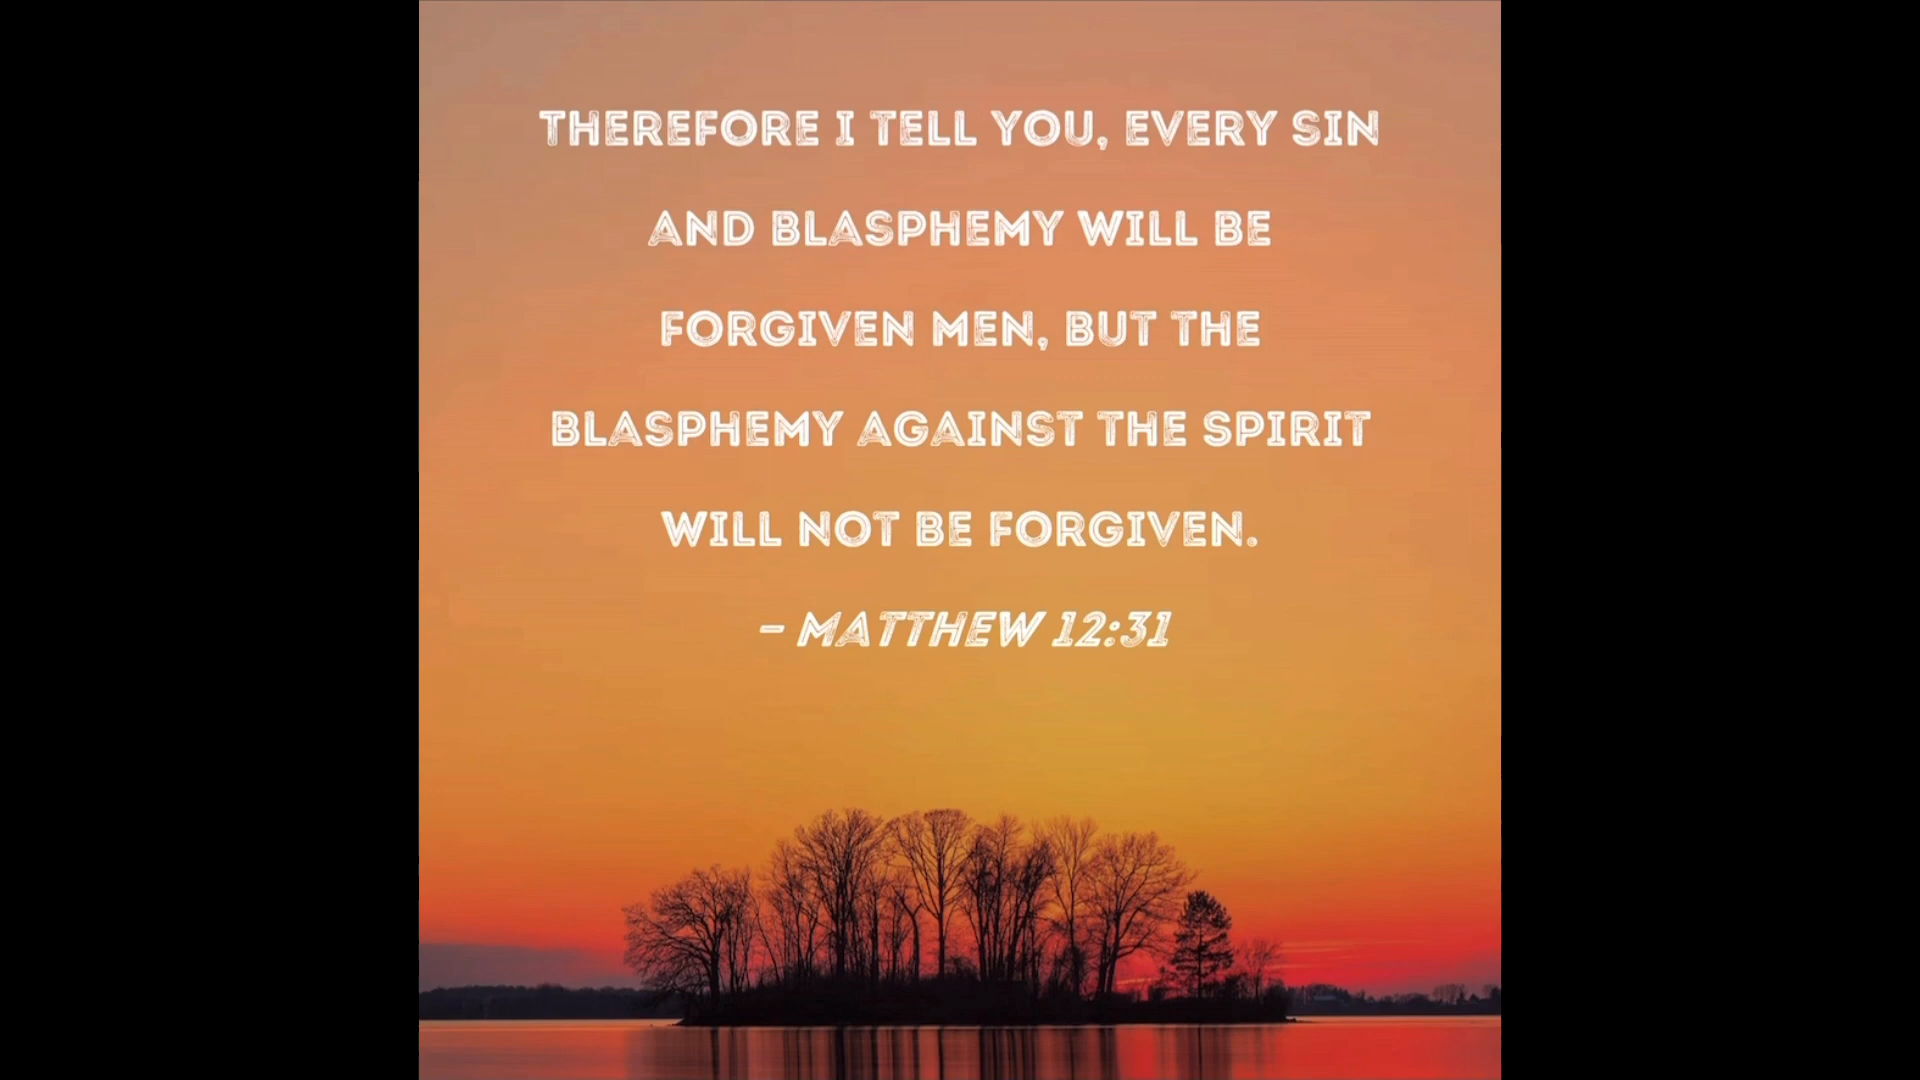 THEREFORE I TELL YOU, EVERY SIN
AND BLASPHEMY WILL BE
FORGIVEN MEN, BUT THE
BLASPHEMY AGAINST THE SPIRIT
WILL NOT BE FORGIVEN.
– MATTHEW 12:31